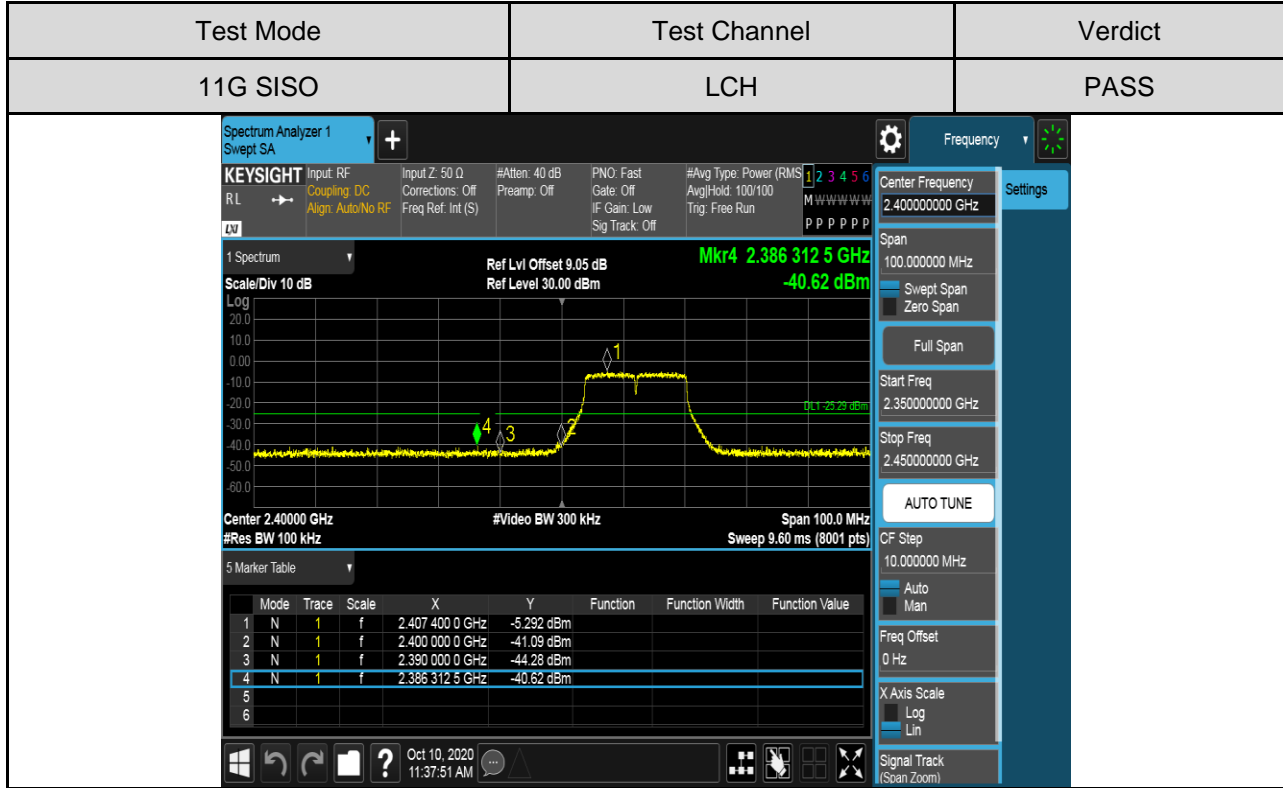 Test Mode Test Channel Verdict
11G SISO LCH PASS
Spectrum Analyzer 1
Swept SA
+
Frequency
KEYSIGHT
RL
LXI
Input: RF
Coupling: DC
Align: Auto/No RF
Input Z: 50 Ω
Corrections: Off
Freq Ref: Int (S)
#Atten: 40 dB
Preamp: Off
PNO: Fast
Gate: Off
IF Gain: Low
Sig Track: Off
#Avg Type: Power (RMS
Avg|Hold: 100/100
Trig: Free Run
1 2 3 4 5 6
M W W W W W
P P P P P P
1 Spectrum
Scale/Div 10 dB
Ref Lvl Offset 9.05 dB
Ref Level 30.00 dBm
Mkr4 2.386 312 5 GHz
-40.62 dBm
Log
20.0
10.0
0.00
-10.0
-20.0
-30.0
-40.0
-50.0
-60.0
1
DL1 -25.29 dBm
4
3
2
Center 2.40000 GHz #Video BW 300 kHz Span 100.0 MHz
#Res BW 100 kHz Sweep 9.60 ms (8001 pts)
5 Marker Table
Mode Trace Scale X Y Function Function Width Function Value
1 N 1 f 2.407 400 0 GHz -5.292 dBm
2 N 1 f 2.400 000 0 GHz -41.09 dBm
3 N 1 f 2.390 000 0 GHz -44.28 dBm
4 N 1 f 2.386 312 5 GHz -40.62 dBm
5
6
?
Oct 10, 2020
11:37:51 AM
Settings
Center Frequency
2.400000000 GHz
Span
100.000000 MHz
Swept Span
Zero Span
Full Span
Start Freq
2.350000000 GHz
Stop Freq
2.450000000 GHz
AUTO TUNE
CF Step
10.000000 MHz
Auto
Man
Freq Offset
0 Hz
X Axis Scale
Log
Lin
Signal Track
(Span Zoom)